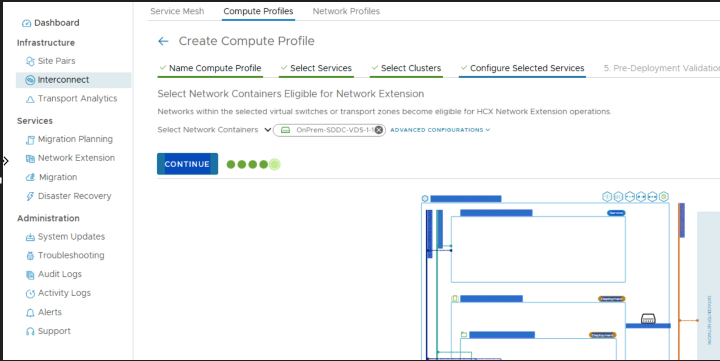 Service Mesh
Compute Profiles
Network Profiles
Dashboard
Infrastructure
Site Pairs
Interconnect
Transport Analytics
Services
Migration Planning
Network Extension
Migration
Disaster Recovery
Administration
System Updates
Troubleshooting
Audit Logs
Activity Logs
Alerts
Support
Create Compute Profile
Name Compute Profile
Select Services
Select Clusters
Configure Selected Services
5. Pre-Deployment Validation
Select Network Containers Eligible for Network Extension
Networks within the selected virtual switches or transport zones become eligible for HCX Network Extension operations.
Select Network Containers
OnPrem-SDDC-VDS-1-1
ADVANCED CONFIGURATIONS
CONTINUE
Service
Deployment
Deployment